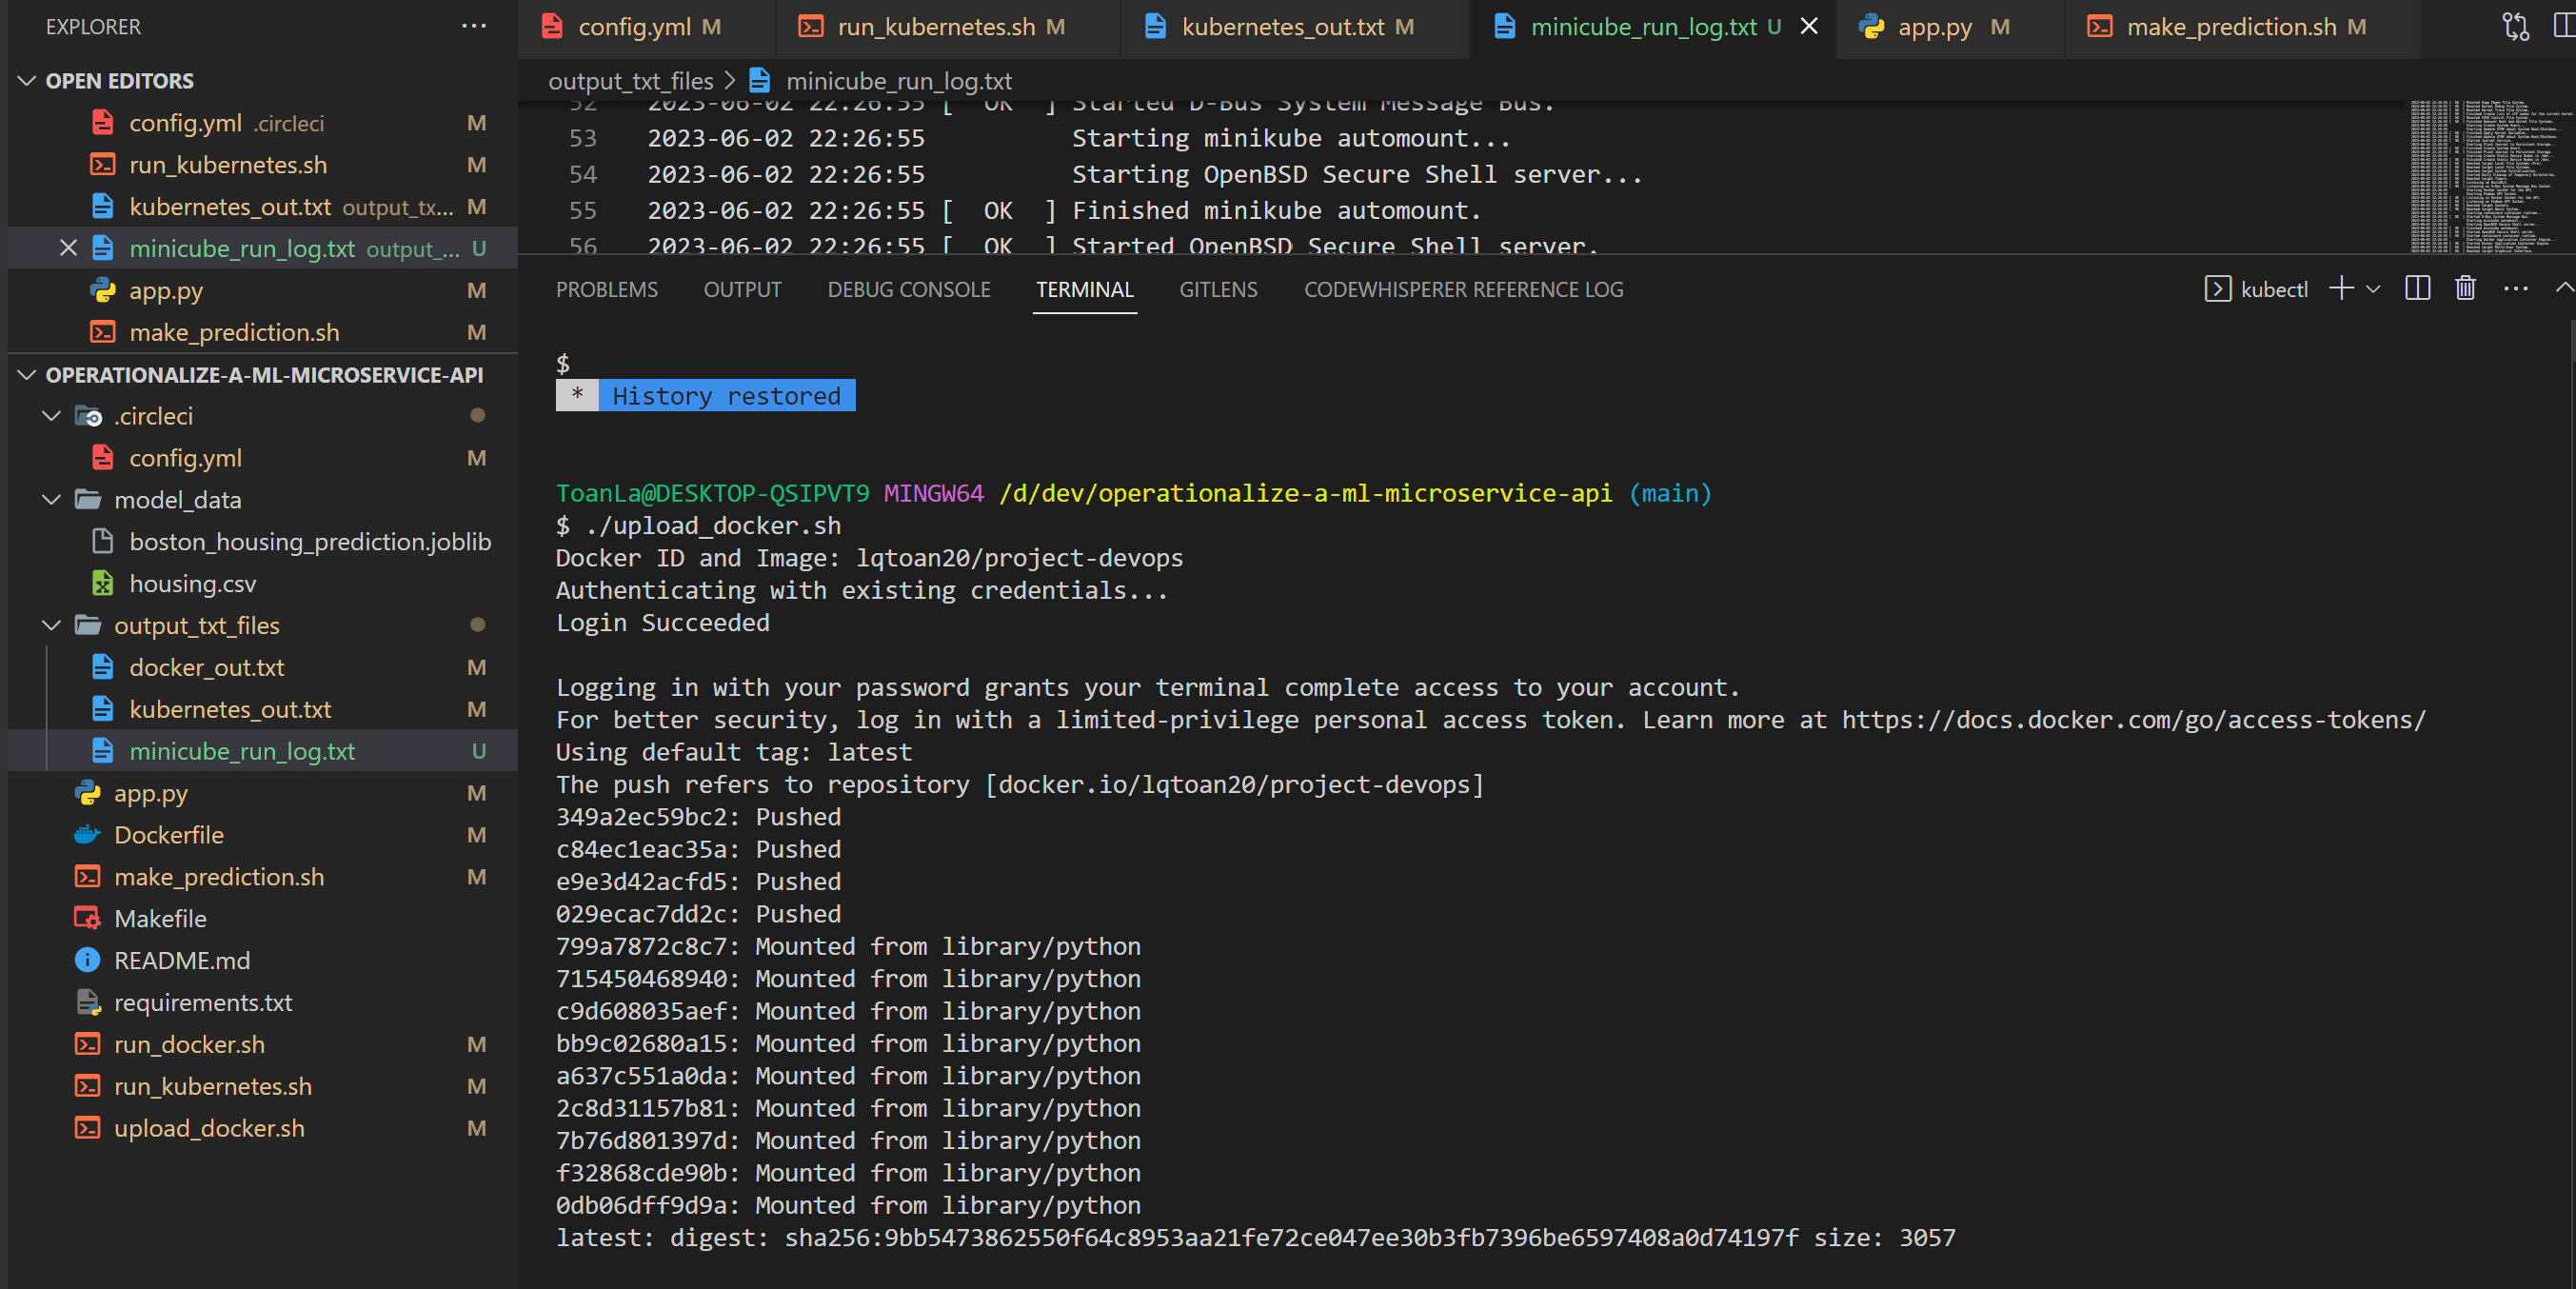 EXPLORER
OPEN EDITORS
config.yml .circleci M
run_kubernetes.sh M
kubernetes_out.txt output_tx... M
minicube_run_log.txt output_... U
app.py M
make_prediction.sh M
OPERATIONALIZE-A-ML-MICROSERVICE-API
.circleci
config.yml M
model_data
boston_housing_prediction.joblib
housing.csv
output_txt_files
docker_out.txt M
kubernetes_out.txt M
minicube_run_log.txt U
app.py M
Dockerfile M
make_prediction.sh M
Makefile
README.md
requirements.txt
run_docker.sh M
run_kubernetes.sh M
upload_docker.sh M
config.yml M run_kubernetes.sh M kubernetes_out.txt M minicube_run_log.txt U app.py M make_prediction.sh M
output_txt_files > minicube_run_log.txt
52 2023-06-02 22:26:55 [ OK ] Started D-Bus System Message Bus.
53 2023-06-02 22:26:55 Starting minikube automount...
54 2023-06-02 22:26:55 Starting OpenBSD Secure Shell server...
55 2023-06-02 22:26:55 [ OK ] Finished minikube automount.
56 2023-06-02 22:26:55 [ OK ] Started OpenBSD Secure Shell server.
PROBLEMS OUTPUT DEBUG CONSOLE TERMINAL GITLENS CODEWHISPERER REFERENCE LOG kubectl
$
* History restored
ToanLa@DESKTOP-QSIPVT9 MINGW64 /d/dev/operationalize-a-ml-microservice-api (main)
$ ./upload_docker.sh
Docker ID and Image: lqtoan20/project-devops
Authenticating with existing credentials...
Login Succeeded
Logging in with your password grants your terminal complete access to your account.
For better security, log in with a limited-privilege personal access token. Learn more at https://docs.docker.com/go/access-tokens/
Using default tag: latest
The push refers to repository [docker.io/lqtoan20/project-devops]
349a2ec59bc2: Pushed
c84ec1eac35a: Pushed
e9e3d42acfd5: Pushed
029ecac7dd2c: Pushed
799a7872c8c7: Mounted from library/python
715450468940: Mounted from library/python
c9d608035aef: Mounted from library/python
bb9c02680a15: Mounted from library/python
a637c551a0da: Mounted from library/python
2c8d31157b81: Mounted from library/python
7b76d801397d: Mounted from library/python
f32868cde90b: Mounted from library/python
0db06dff9d9a: Mounted from library/python
latest: digest: sha256:9bb5473862550f64c8953aa21fe72ce047ee30b3fb7396be6597408a0d74197f size: 3057